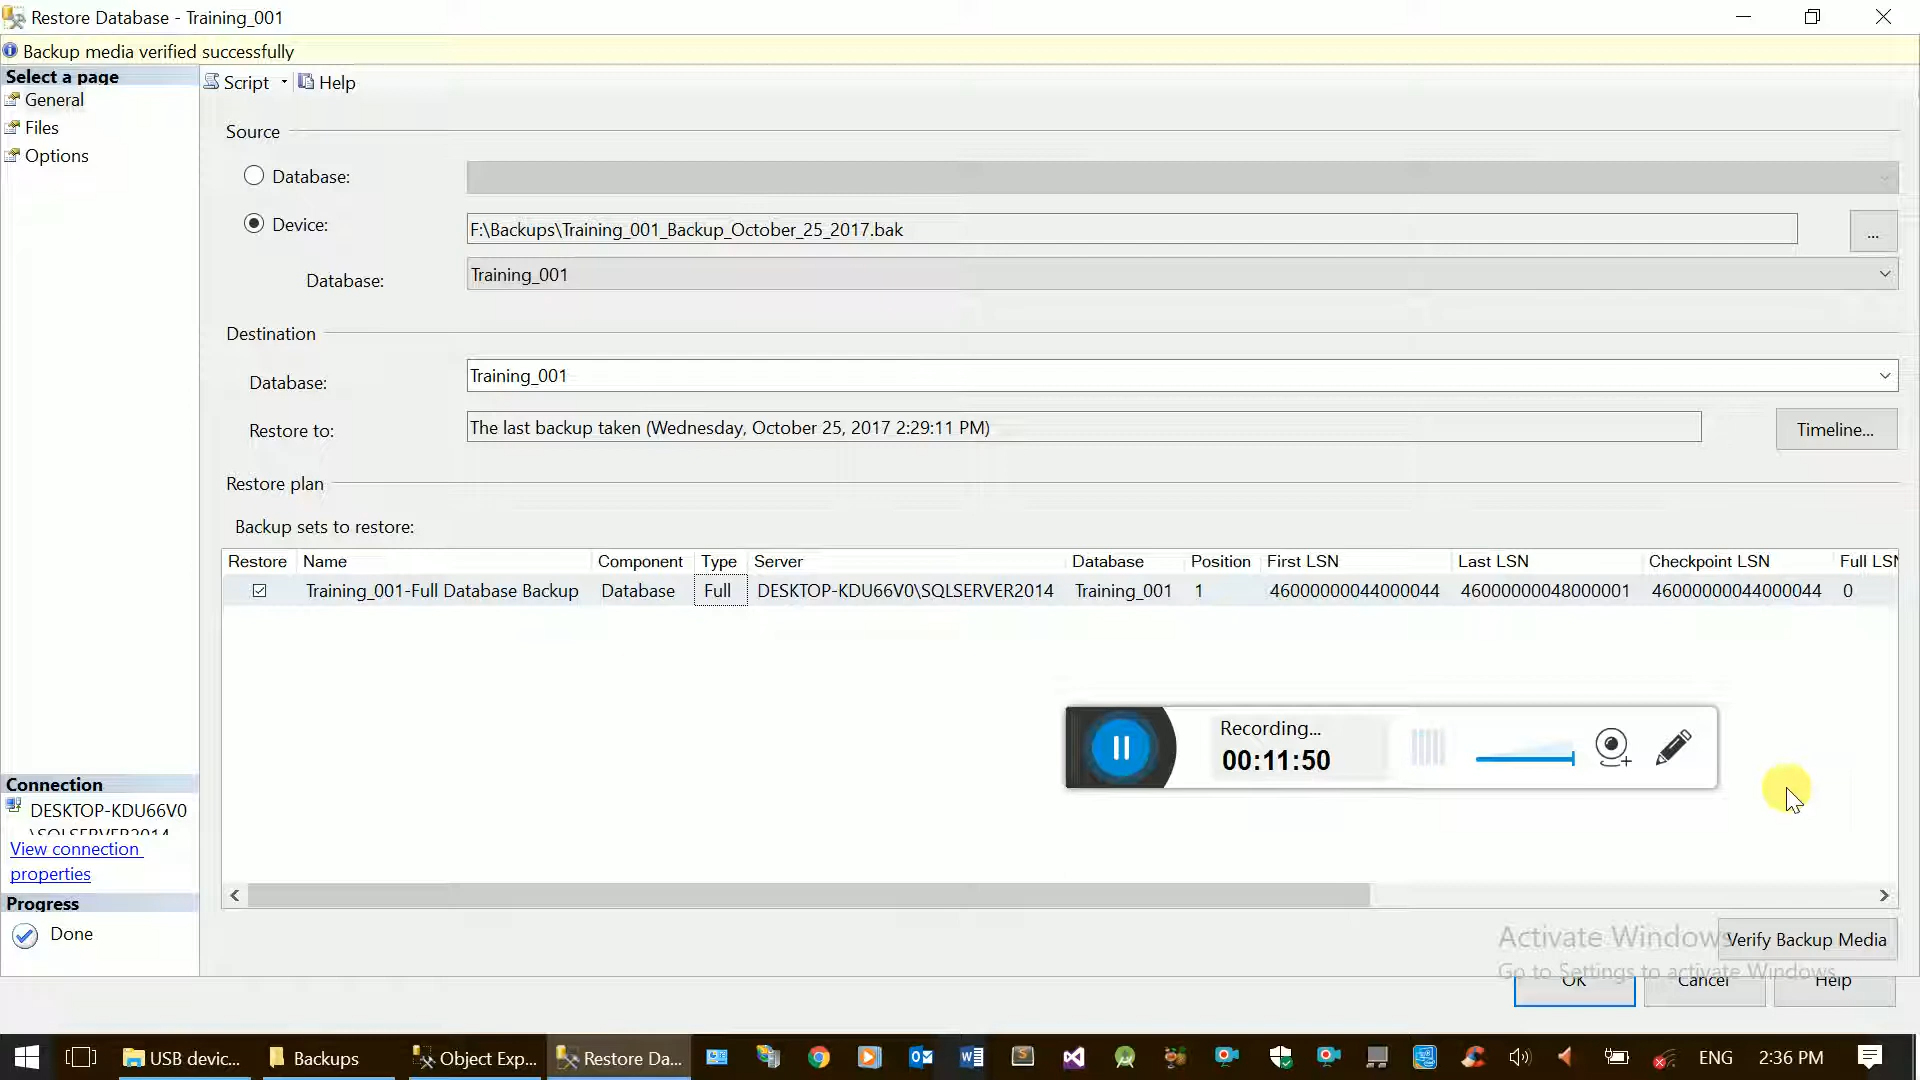 Restore Database - Training_001
Backup media verified successfully
Select a page
Script
Help
General
Files
Options
Source
Database:
Device:
F:\Backups\Training_001_Backup_October_25_2017.bak
...
Database:
Training_001
Destination
Database:
Training_001
Restore to:
The last backup taken (Wednesday, October 25, 2017 2:29:11 PM)
Timeline...
Restore plan
Backup sets to restore:
Restore Name Component Type Server Database Position First LSN Last LSN Checkpoint LSN Full LSN
Training_001-Full Database Backup Database Full DESKTOP-KDU66V0\SQLSERVER2014 Training_001 1 46000000044000044 46000000048000001 46000000044000044 0
Recording...
00:11:50
Connection
DESKTOP-KDU66V0
\SQLSERVER2014
View connection
properties
Progress
Done
Activate Windows
Go to Settings to activate Windows.
Verify Backup Media
OK
Cancel
Help
USB devic...
Backups
Object Exp...
Restore Da...
ENG
2:36 PM